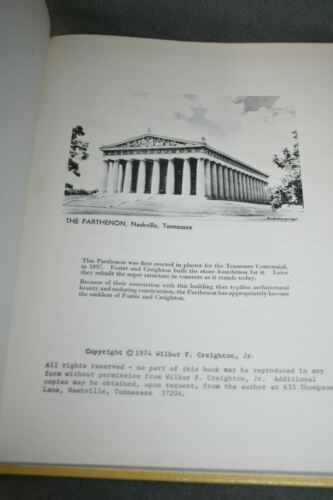 THE PARTHENON, Nashville, Tennessee
This Parthenon was first erected in plaster for the Tennessee Centennial,
in 1897. Foster and Creighton built the stone foundation for it. Later
they rebuilt the super structure in concrete as it stands today.
Because of their association with this building that typifies architectural
beauty and enduring construction, the Parthenon has appropriately become
the emblem of Foster and Creighton.
Copyright © 1974 Wilbur F. Creighton, Jr.
All rights reserved - no part of this book may be reproduced in any
form without permission from Wilbur F. Creighton, Jr. Additional
copies may be obtained, upon request, from the author at 633 Thompson
Lane, Nashville, Tennessee 37204.